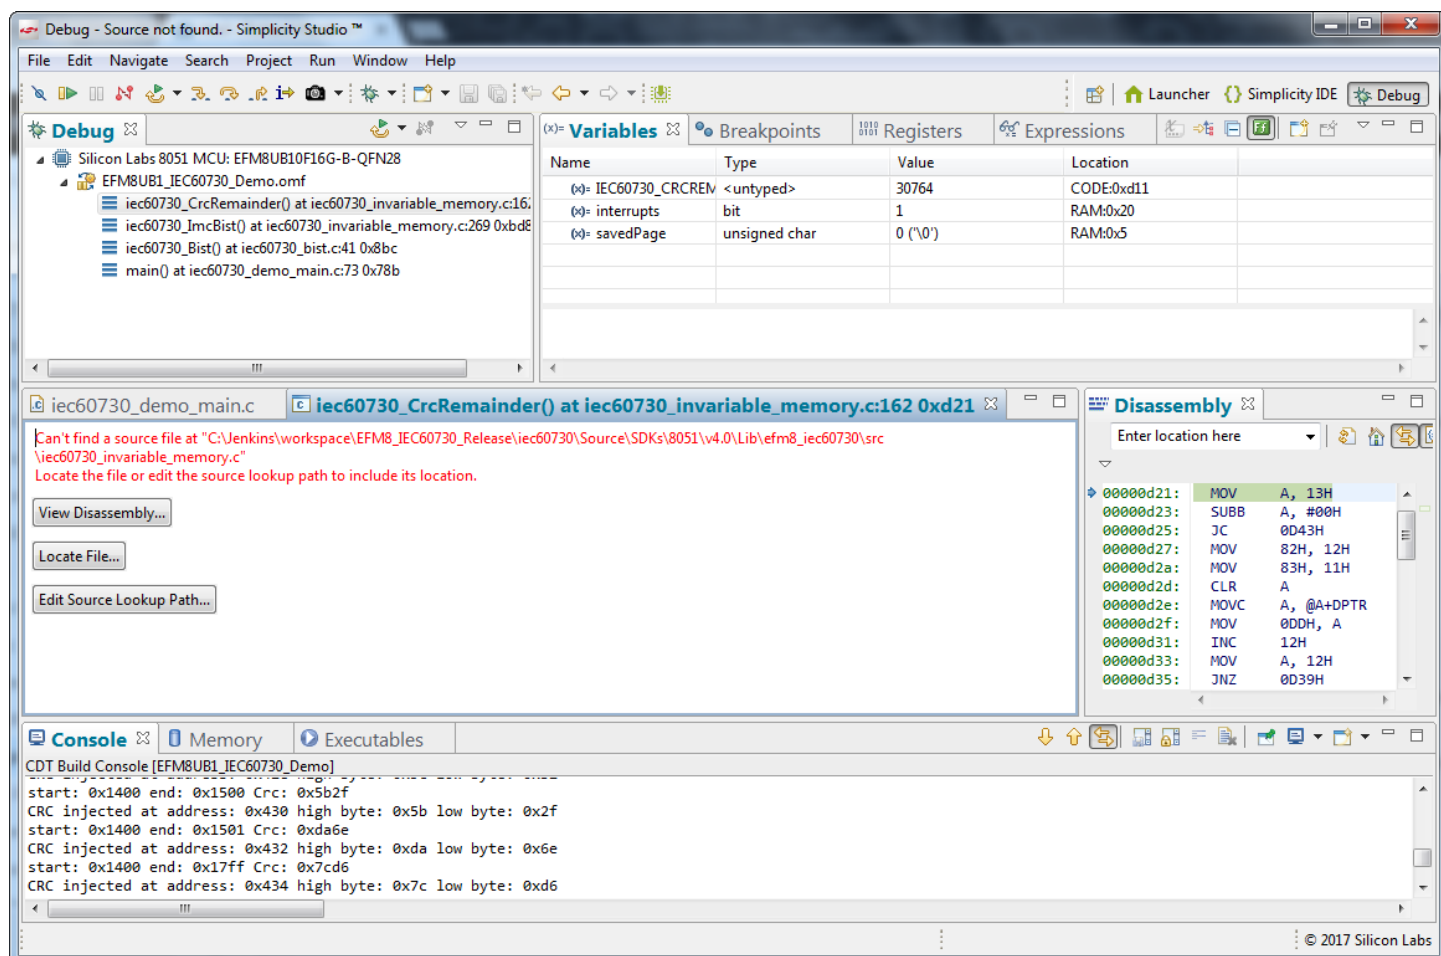 Debug - Source not found. - Simplicity Studio ™
File Edit Navigate Search Project Run Window Help
Launcher Simplicity IDE Debug
Debug
Silicon Labs 8051 MCU: EFM8UB10F16G-B-QFN28
EFM8UB1_IEC60730_Demo.omf
iec60730_CrcRemainder() at iec60730_invariable_memory.c:162
iec60730_ImcBist() at iec60730_invariable_memory.c:269 0xbd8
iec60730_Bist() at iec60730_bist.c:41 0x8bc
main() at iec60730_demo_main.c:73 0x78b
(x)= Variables Breakpoints Registers Expressions
Name Type Value Location
(x)= IEC60730_CRCREM <untyped> 30764 CODE:0xd11
(x)= interrupts bit 1 RAM:0x20
(x)= savedPage unsigned char 0 ('\0') RAM:0x5
iec60730_demo_main.c
iec60730_CrcRemainder() at iec60730_invariable_memory.c:162 0xd21
Can't find a source file at "C:\Jenkins\workspace\EFM8_IEC60730_Release\iec60730\Source\SDKs\8051\v4.0\Lib\efm8_iec60730\src
\iec60730_invariable_memory.c"
Locate the file or edit the source lookup path to include its location.
View Disassembly...
Locate File...
Edit Source Lookup Path...
Disassembly
Enter location here
00000d21: MOV A, 13H
00000d23: SUBB A, #00H
00000d25: JC 0D43H
00000d27: MOV 82H, 12H
00000d2a: MOV 83H, 11H
00000d2d: CLR A
00000d2e: MOVC A, @A+DPTR
00000d2f: MOV 0DDH, A
00000d31: INC 12H
00000d33: MOV A, 12H
00000d35: JNZ 0D39H
Console Memory Executables
CDT Build Console [EFM8UB1_IEC60730_Demo]
start: 0x1400 end: 0x1500 Crc: 0x5b2f
CRC injected at address: 0x430 high byte: 0x5b low byte: 0x2f
start: 0x1400 end: 0x1501 Crc: 0xda6e
CRC injected at address: 0x432 high byte: 0xda low byte: 0x6e
start: 0x1400 end: 0x17ff Crc: 0x7cd6
CRC injected at address: 0x434 high byte: 0x7c low byte: 0xd6
© 2017 Silicon Labs